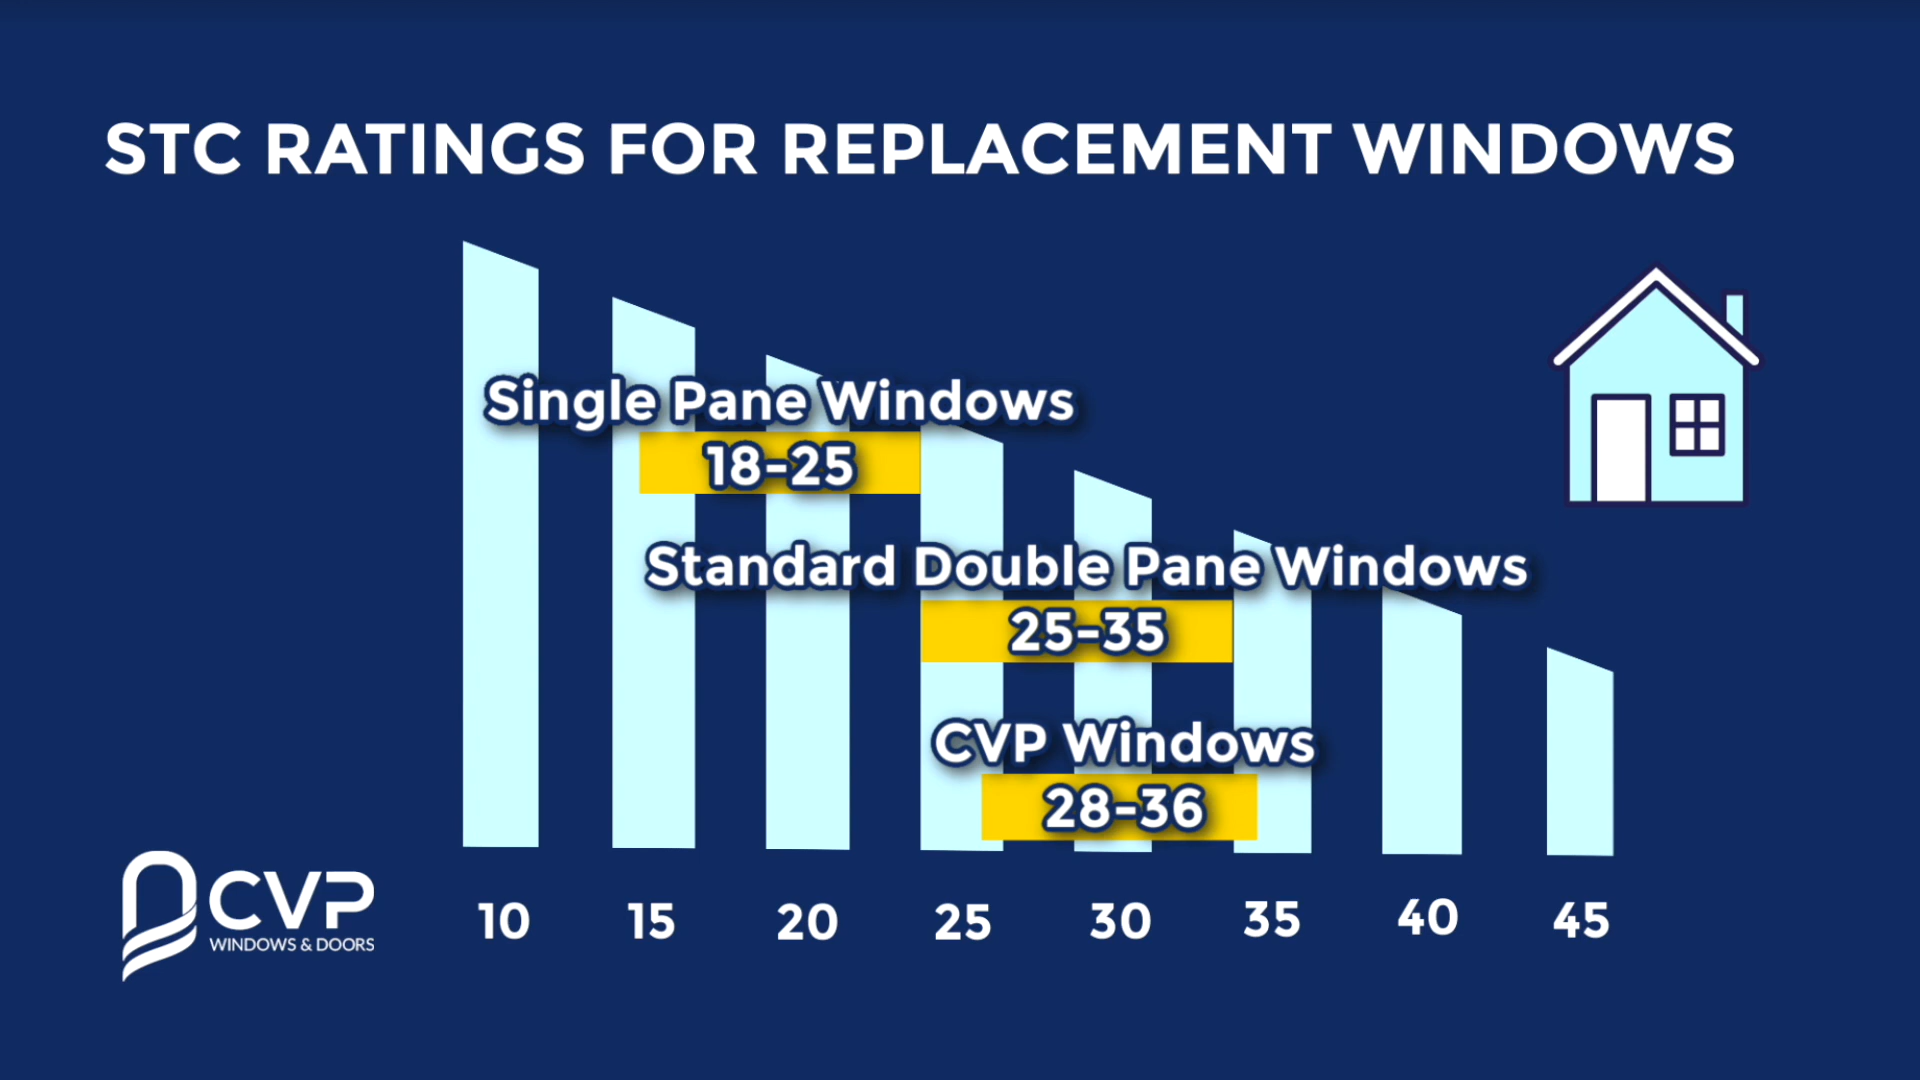 STC RATINGS FOR REPLACEMENT WINDOWS
Single Pane Windows
18-25
Standard Double Pane Windows
25-35
CVP Windows
28-36
10 15 20 25 30 35 40 45
CVP
WINDOWS & DOORS